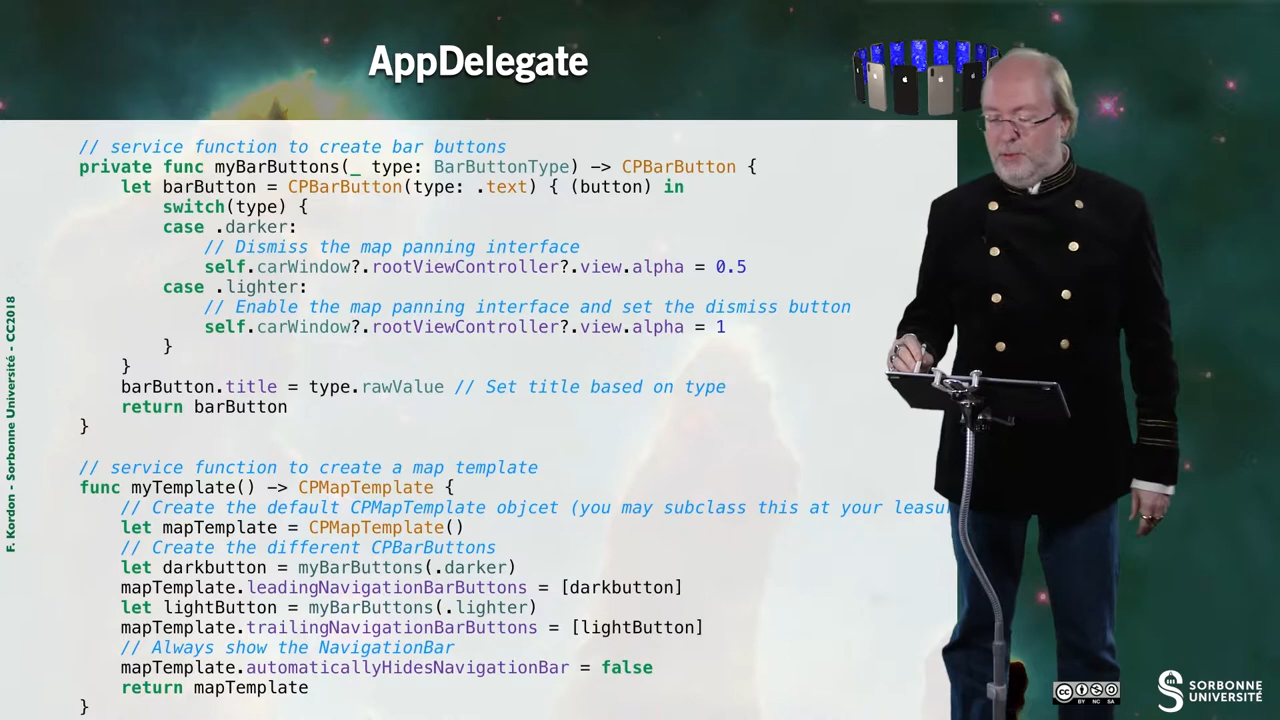 AppDelegate
// service function to create bar buttons
private func myBarButtons(_ type: BarButtonType) -> CPBarButton {
let barButton = CPBarButton(type: .text) { (button) in
switch(type) {
case .darker:
// Dismiss the map panning interface
self.carWindow?.rootViewController?.view.alpha = 0.5
case .lighter:
// Enable the map panning interface and set the dismiss button
self.carWindow?.rootViewController?.view.alpha = 1
}
}
barButton.title = type.rawValue // Set title based on type
return barButton
}
// service function to create a map template
func myTemplate() -> CPMapTemplate {
// Create the default CPMapTemplate objcet (you may subclass this at your
let mapTemplate = CPMapTemplate()
// Create the different CPBarButtons
let darkbutton = myBarButtons(.darker)
mapTemplate.leadingNavigationBarButtons = [darkbutton]
let lightButton = myBarButtons(.lighter)
mapTemplate.trailingNavigationBarButtons = [lightButton]
// Always show the NavigationBar
mapTemplate.automaticallyHidesNavigationBar = false
return mapTemplate
}
F. Kordon - Sorbonne Université - CC2018
CC BY NC SA
SORBONNE
UNIVERSITÉ